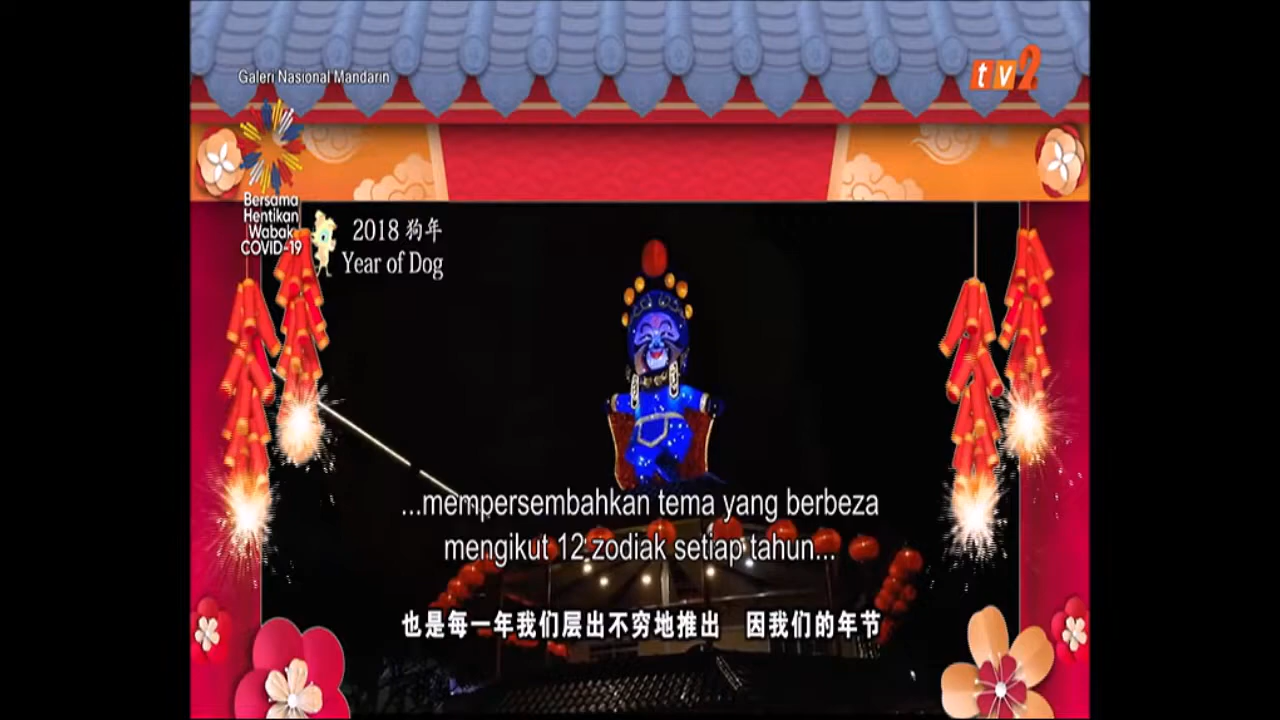 Galeri Nasional Mandarin
tv2
Bersama
Hentikan
Wabak
COVID-19
2018 狗年
Year of Dog
...mempersembahkan tema yang berbeza
mengikut 12 zodiak setiap tahun...
也是每一年我们层出不穷地推出 因我们的年节